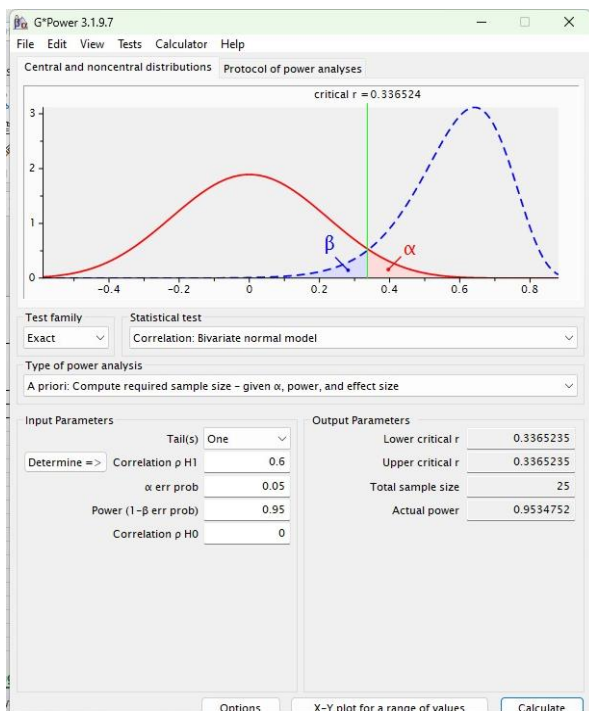 G*Power 3.1.9.7
File Edit View Tests Calculator Help
Central and noncentral distributions Protocol of power analyses
critical r = 0.336524
3
2
1
0
β α
-0.4 -0.2 0 0.2 0.4 0.6 0.8
Test family Statistical test
Exact Correlation: Bivariate normal model
Type of power analysis
A priori: Compute required sample size – given α, power, and effect size
Input Parameters Output Parameters
Tail(s) One Lower critical r 0.3365235
Determine => Correlation ρ H1 0.6 Upper critical r 0.3365235
α err prob 0.05 Total sample size 25
Power (1-β err prob) 0.95 Actual power 0.9534752
Correlation ρ H0 0
Options X-Y plot for a range of values Calculate